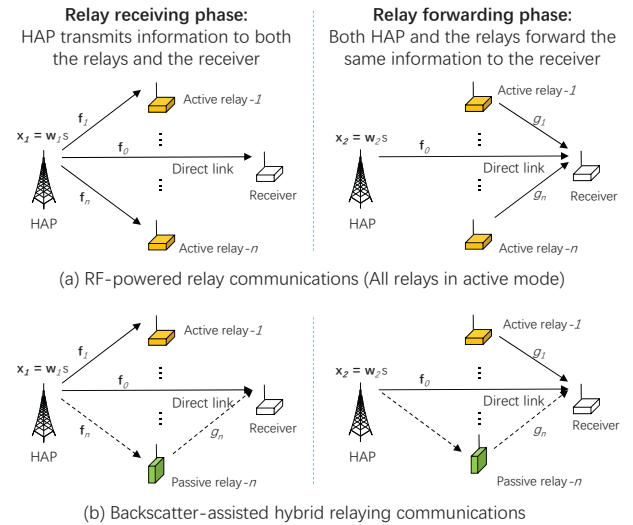 Relay receiving phase:
HAP transmits information to both
the relays and the receiver
Relay forwarding phase:
Both HAP and the relays forward the
same information to the receiver
Active relay-1
f1
x1 = w1s
f0
Direct link
fn
HAP
Receiver
Active relay-n
Active relay-1
g1
x2 = w2s
f0
Direct link
gn
HAP
Receiver
Active relay-n
(a) RF-powered relay communications (All relays in active mode)
Active relay-1
f1
x1 = w1s
f0
Direct link
fn
gn
HAP
Receiver
Passive relay-n
Active relay-1
g1
x2 = w2s
f0
Direct link
gn
HAP
Receiver
Passive relay-n
(b) Backscatter-assisted hybrid relaying communications